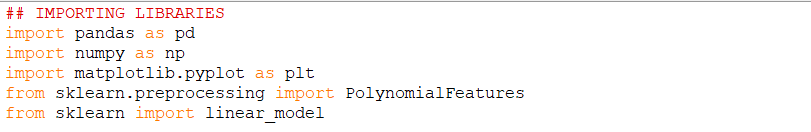 ## IMPORTING LIBRARIES
import pandas as pd
import numpy as np
import matplotlib.pyplot as plt
from sklearn.preprocessing import PolynomialFeatures
from sklearn import linear_model